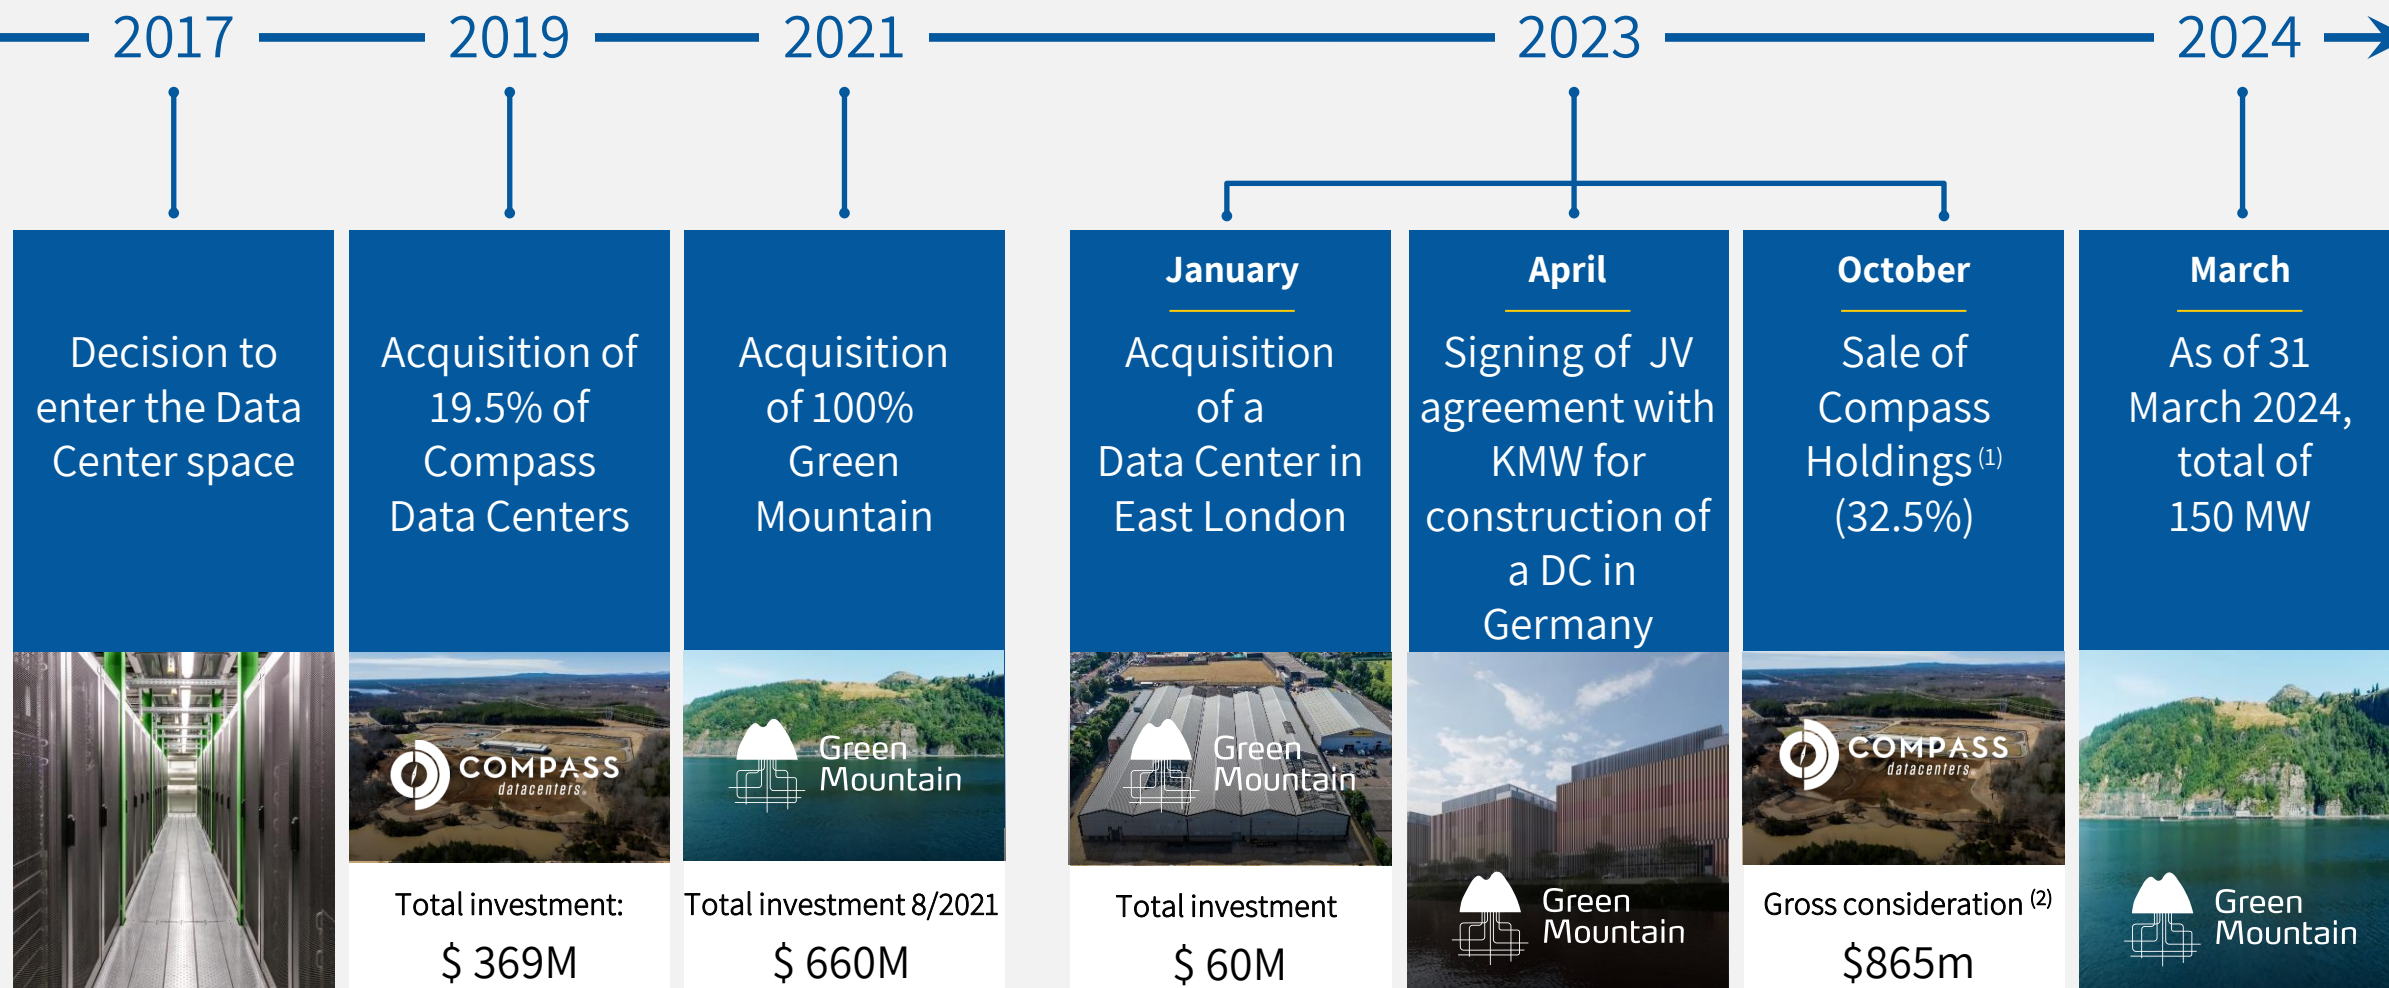 2017
2019
2021
2023
2024
Decision to
enter the Data
Center space
Acquisition of
19.5% of
Compass
Data Centers
COMPASS
datacenters®
Total investment:
$ 369M
Acquisition
of 100%
Green
Mountain
Green
Mountain
Total investment 8/2021
$ 660M
January
Acquisition
of a
Data Center in
East London
Green
Mountain
Total investment
$ 60M
April
Signing of JV
agreement with
KMW for
construction of
a DC in
Germany
Green
Mountain
October
Sale of
Compass
Holdings (1)
(32.5%)
COMPASS
datacenters®
Gross consideration (2)
$865m
March
As of 31
March 2024,
total of
150 MW
Green
Mountain